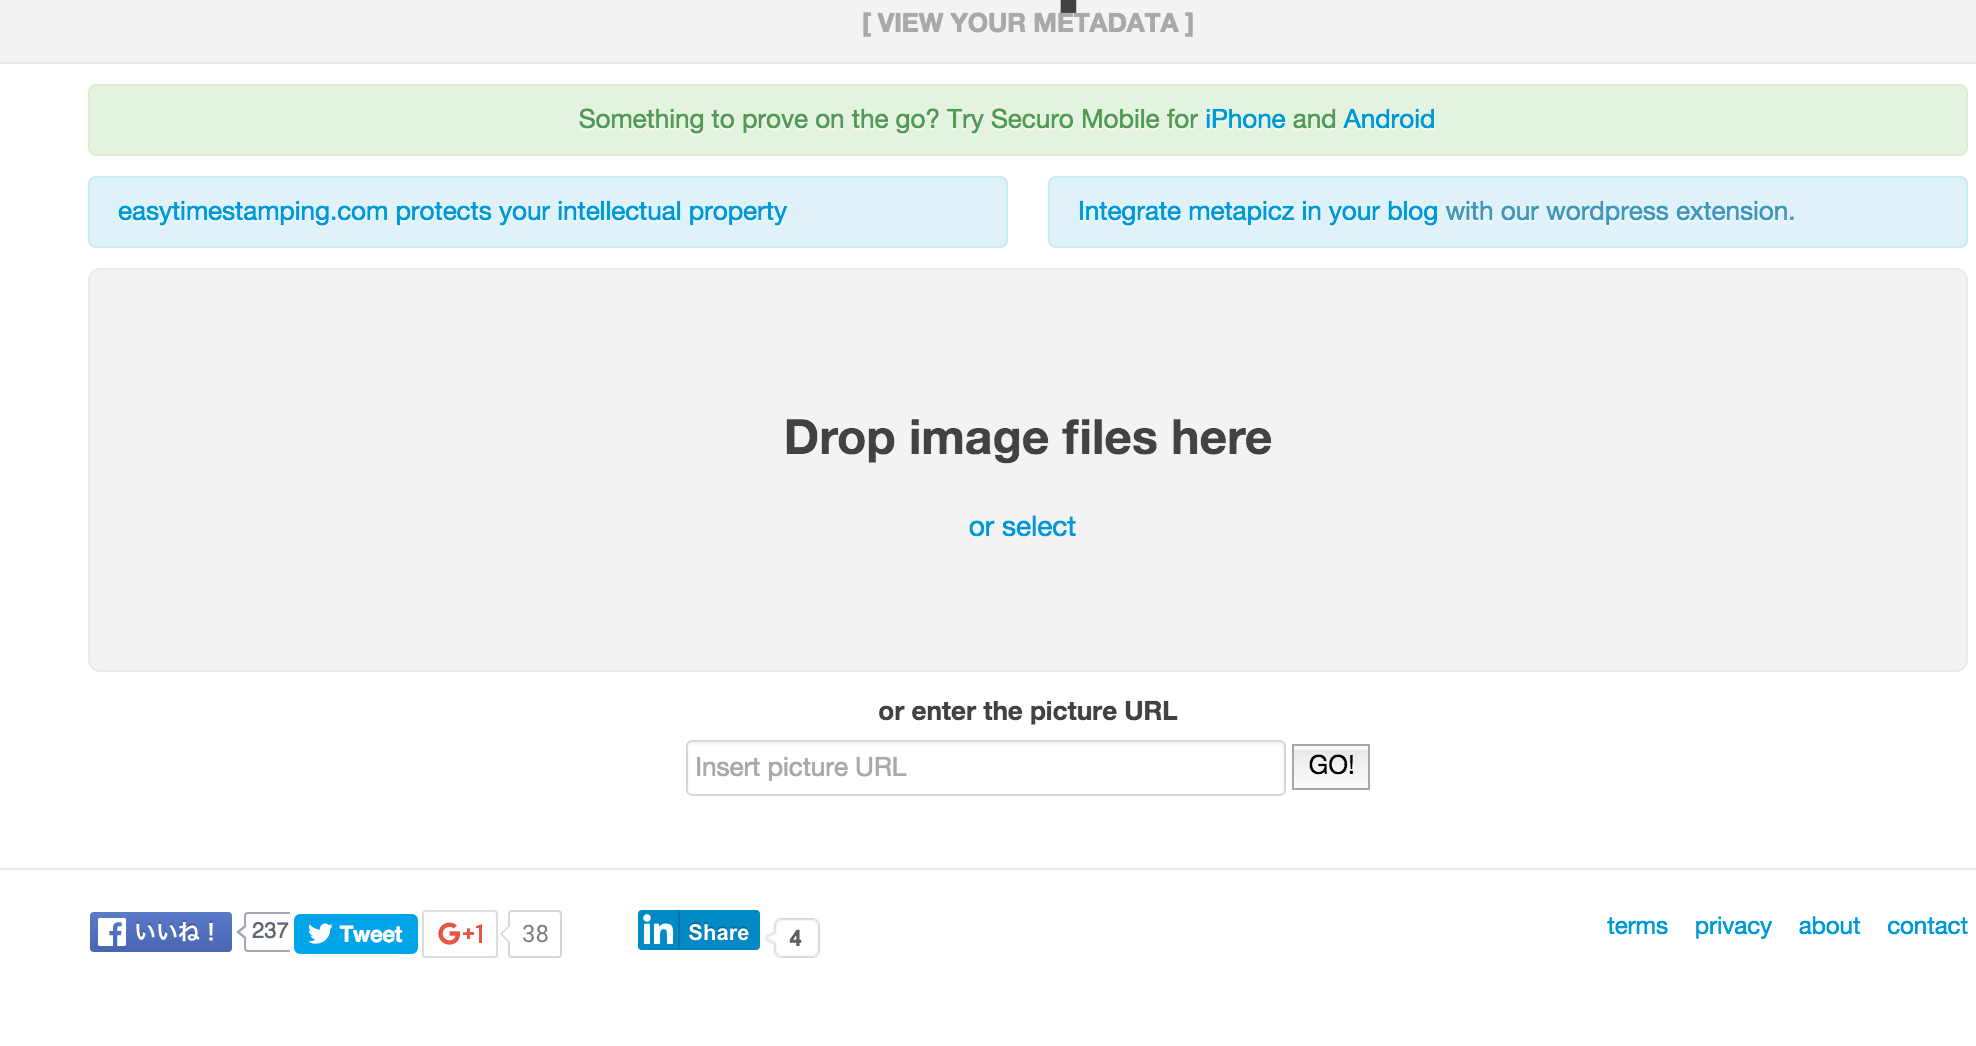 [ VIEW YOUR METADATA ]
Something to prove on the go? Try Securo Mobile for iPhone and Android
easytimestamping.com protects your intellectual property
Integrate metapicz in your blog with our wordpress extension.
Drop image files here
or select
or enter the picture URL
Insert picture URL
GO!
いいね！ 237 Tweet G+1 38 in Share 4
terms privacy about contact